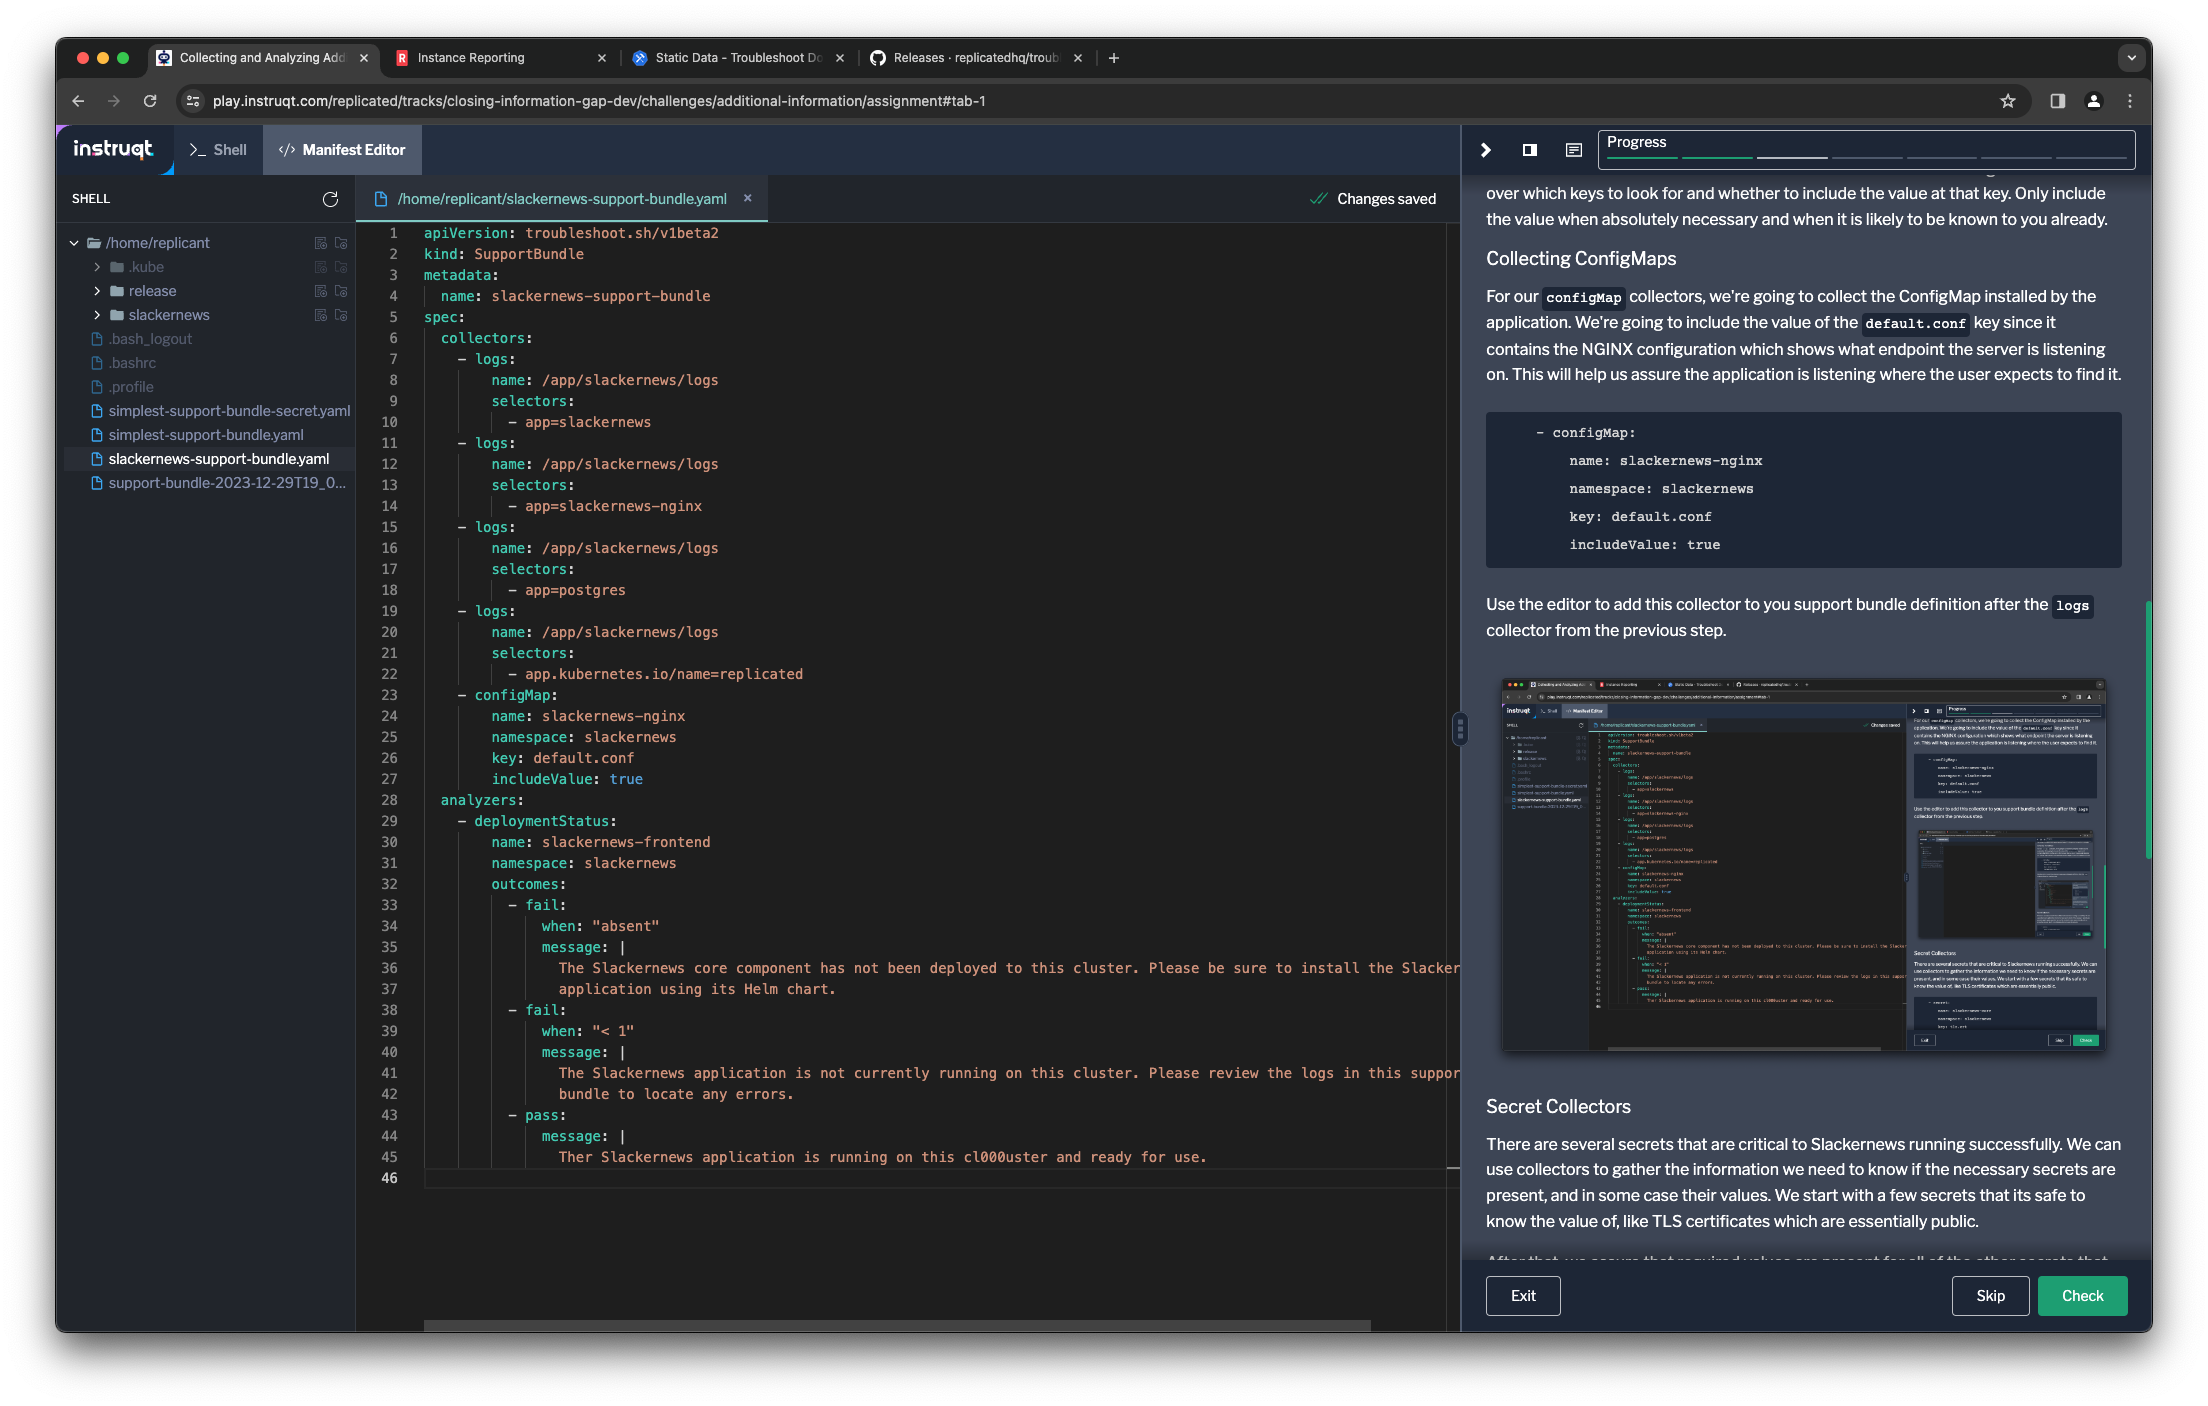 Collecting and Analyzing Add
Instance Reporting
Static Data - Troubleshoot Do
Releases · replicatedhq/troub
play.instruqt.com/replicated/tracks/closing-information-gap-dev/challenges/additional-information/assignment#tab-1
instruqt
Shell
Manifest Editor
SHELL
/home/replicant
.kube
release
slackernews
.bash_logout
.bashrc
.profile
simplest-support-bundle-secret.yaml
simplest-support-bundle.yaml
slackernews-support-bundle.yaml
support-bundle-2023-12-29T19_0...
/home/replicant/slackernews-support-bundle.yaml
Changes saved
1 apiVersion: troubleshoot.sh/v1beta2
2 kind: SupportBundle
3 metadata:
4 name: slackernews-support-bundle
5 spec:
6 collectors:
7 - logs:
8 name: /app/slackernews/logs
9 selectors:
10 - app=slackernews
11 - logs:
12 name: /app/slackernews/logs
13 selectors:
14 - app=slackernews-nginx
15 - logs:
16 name: /app/slackernews/logs
17 selectors:
18 - app=postgres
19 - logs:
20 name: /app/slackernews/logs
21 selectors:
22 - app.kubernetes.io/name=replicated
23 - configMap:
24 name: slackernews-nginx
25 namespace: slackernews
26 key: default.conf
27 includeValue: true
28 analyzers:
29 - deploymentStatus:
30 name: slackernews-frontend
31 namespace: slackernews
32 outcomes:
33 - fail:
34 when: "absent"
35 message: |
36 The Slackernews core component has not been deployed to this cluster. Please be sure to install the Slacker
37 application using its Helm chart.
38 - fail:
39 when: "< 1"
40 message: |
41 The Slackernews application is not currently running on this cluster. Please review the logs in this suppor
42 bundle to locate any errors.
43 - pass:
44 message: |
45 Ther Slackernews application is running on this cl000uster and ready for use.
46
Progress
over which keys to look for and whether to include the value at that key. Only include
the value when absolutely necessary and when it is likely to be known to you already.
Collecting ConfigMaps
For our configMap collectors, we're going to collect the ConfigMap installed by the
application. We're going to include the value of the default.conf key since it
contains the NGINX configuration which shows what endpoint the server is listening
on. This will help us assure the application is listening where the user expects to find it.
- configMap:
name: slackernews-nginx
namespace: slackernews
key: default.conf
includeValue: true
Use the editor to add this collector to you support bundle definition after the logs
collector from the previous step.
Secret Collectors
There are several secrets that are critical to Slackernews running successfully. We can
use collectors to gather the information we need to know if the necessary secrets are
present, and in some case their values. We start with a few secrets that its safe to
know the value of, like TLS certificates which are essentially public.
After that, we assure that required values are present for all of the other secrets that
Exit
Skip
Check